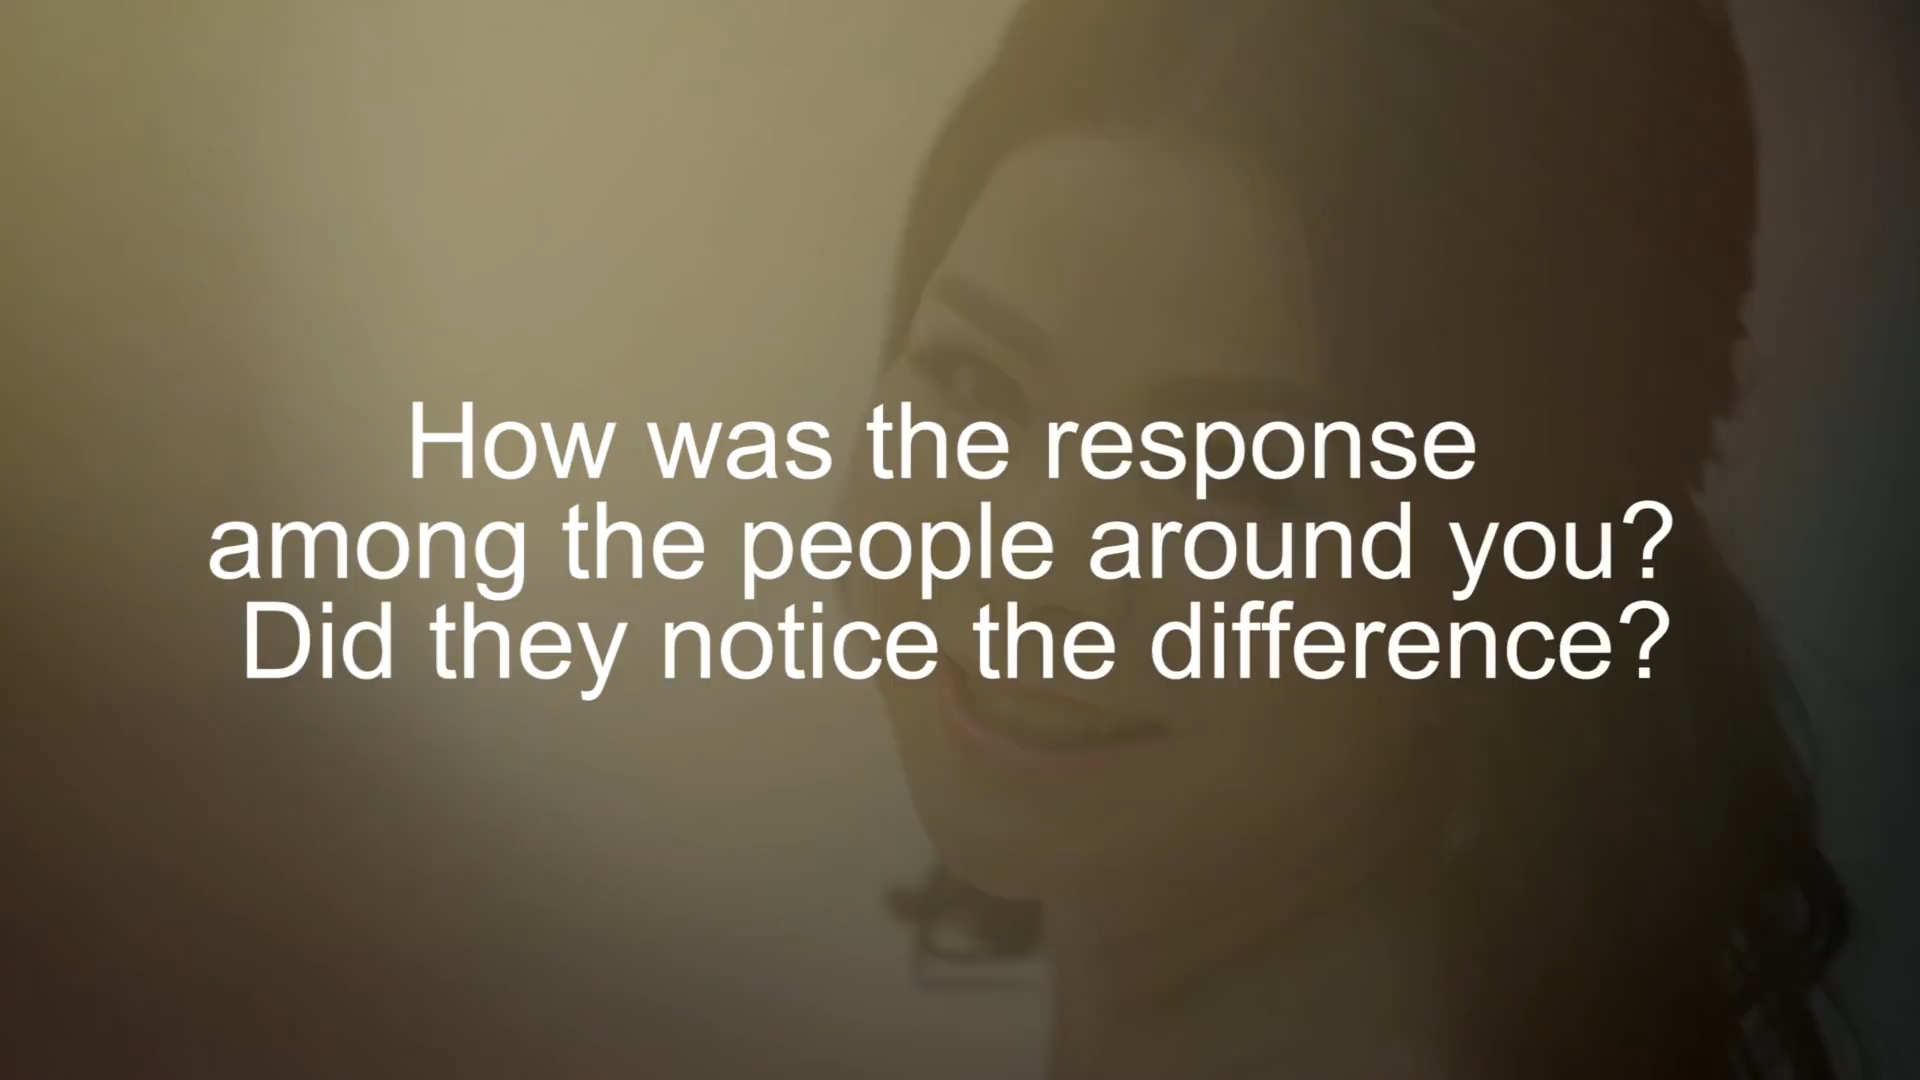 How was the response
among the people around you?
Did they notice the difference?